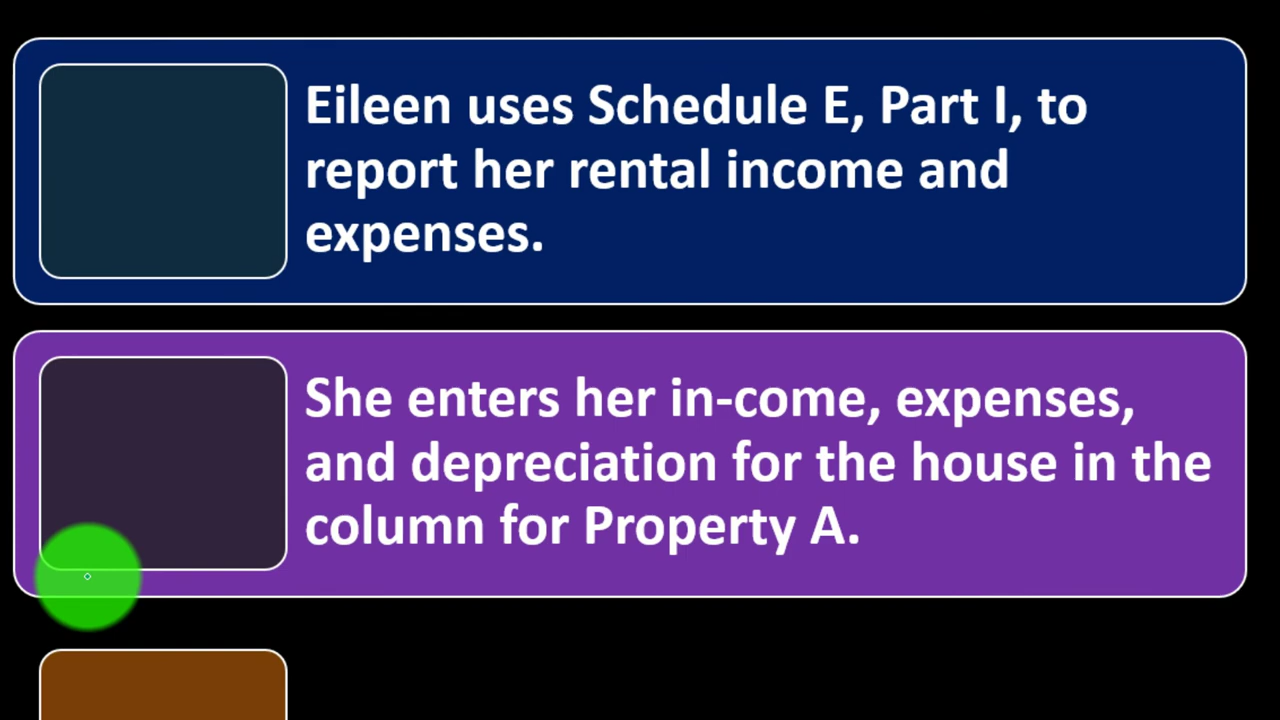 Eileen uses Schedule E, Part I, to
report her rental income and
expenses.
She enters her in-come, expenses,
and depreciation for the house in the
column for Property A.